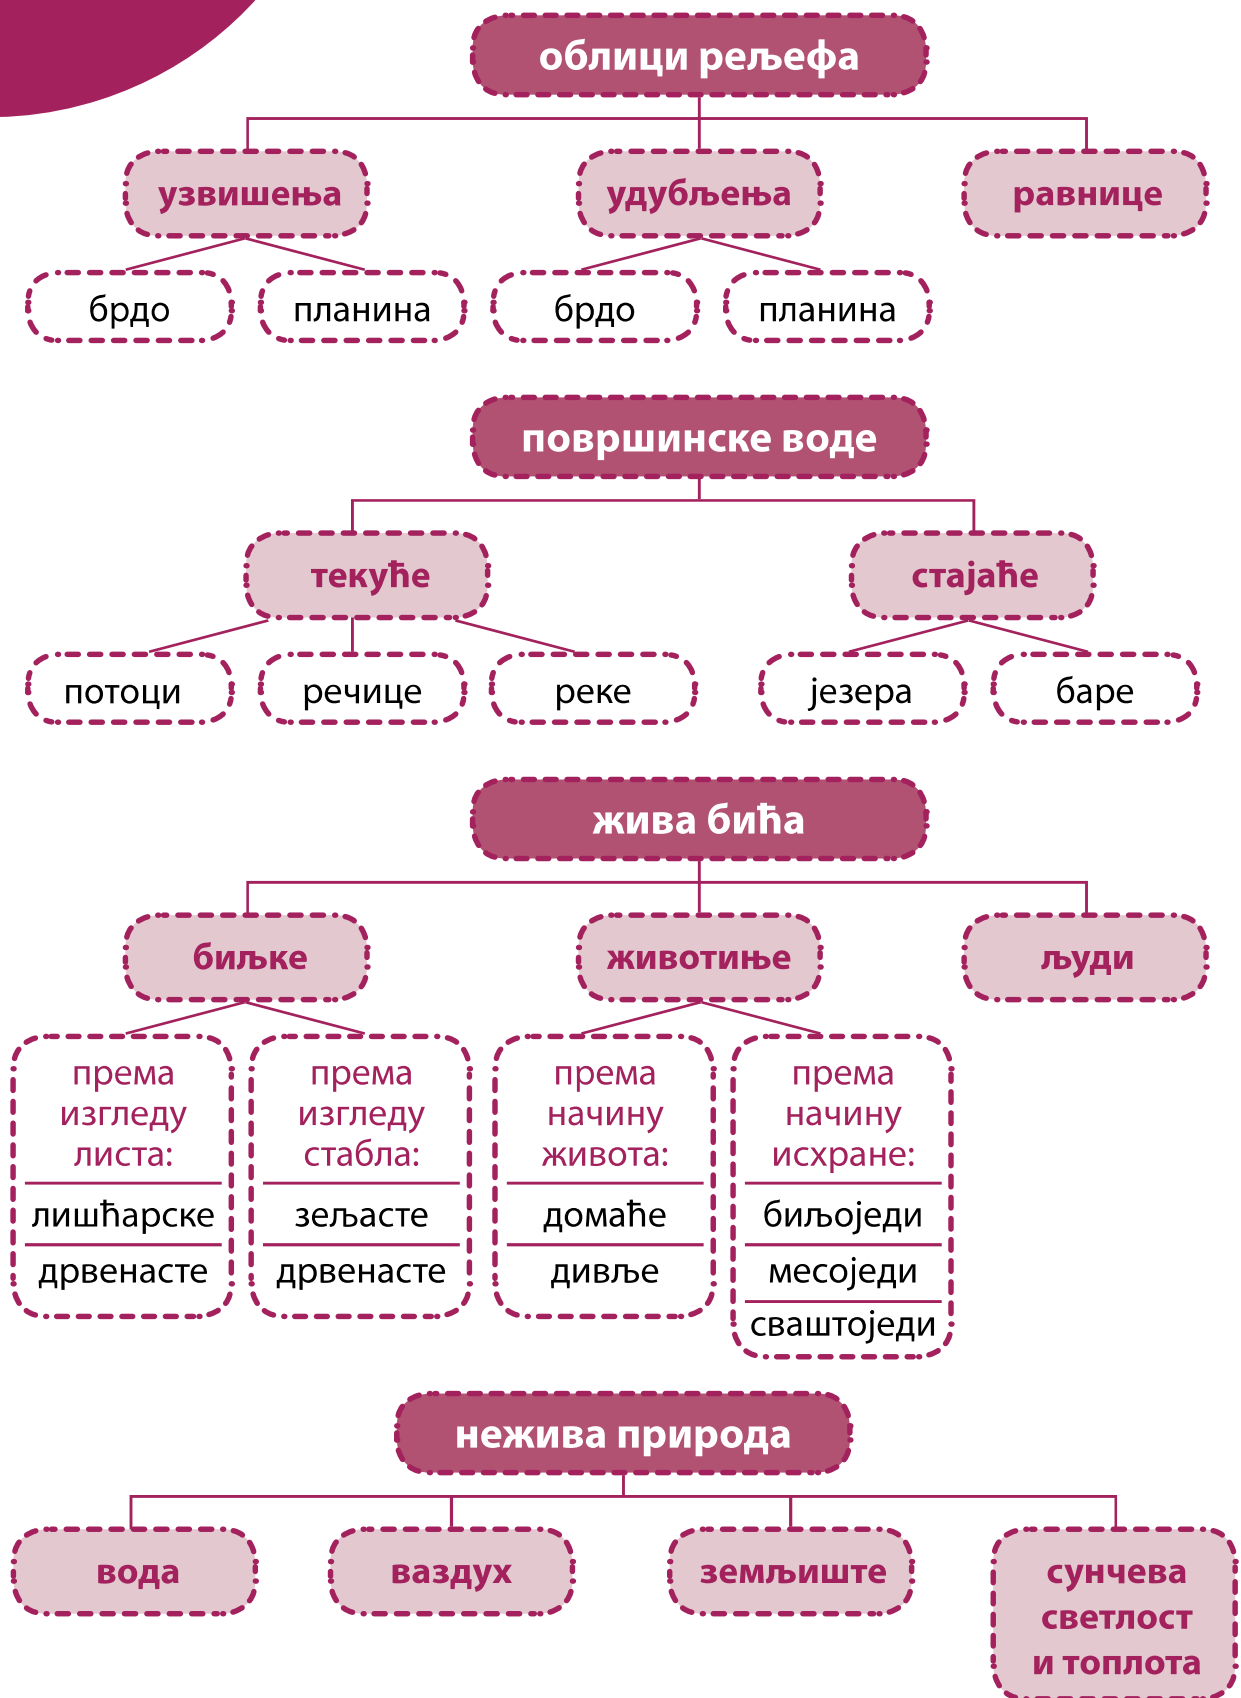 облици рељефа
узвишења
удубљења
равнице
брдо
планина
брдо
планина
површинске воде
текуће
стајаће
потоци
речице
реке
језера
баре
жива бића
биљке
животиње
људи
према
изгледу
листа:
лишћарске
дрвенасте
према
изгледу
стабла:
зељасте
дрвенасте
према
начину
живота:
домаће
дивље
према
начину
исхране:
биљоједи
месоједи
сваштоједи
нежива природа
вода
ваздух
земљиште
сунчева
светлост
и топлота